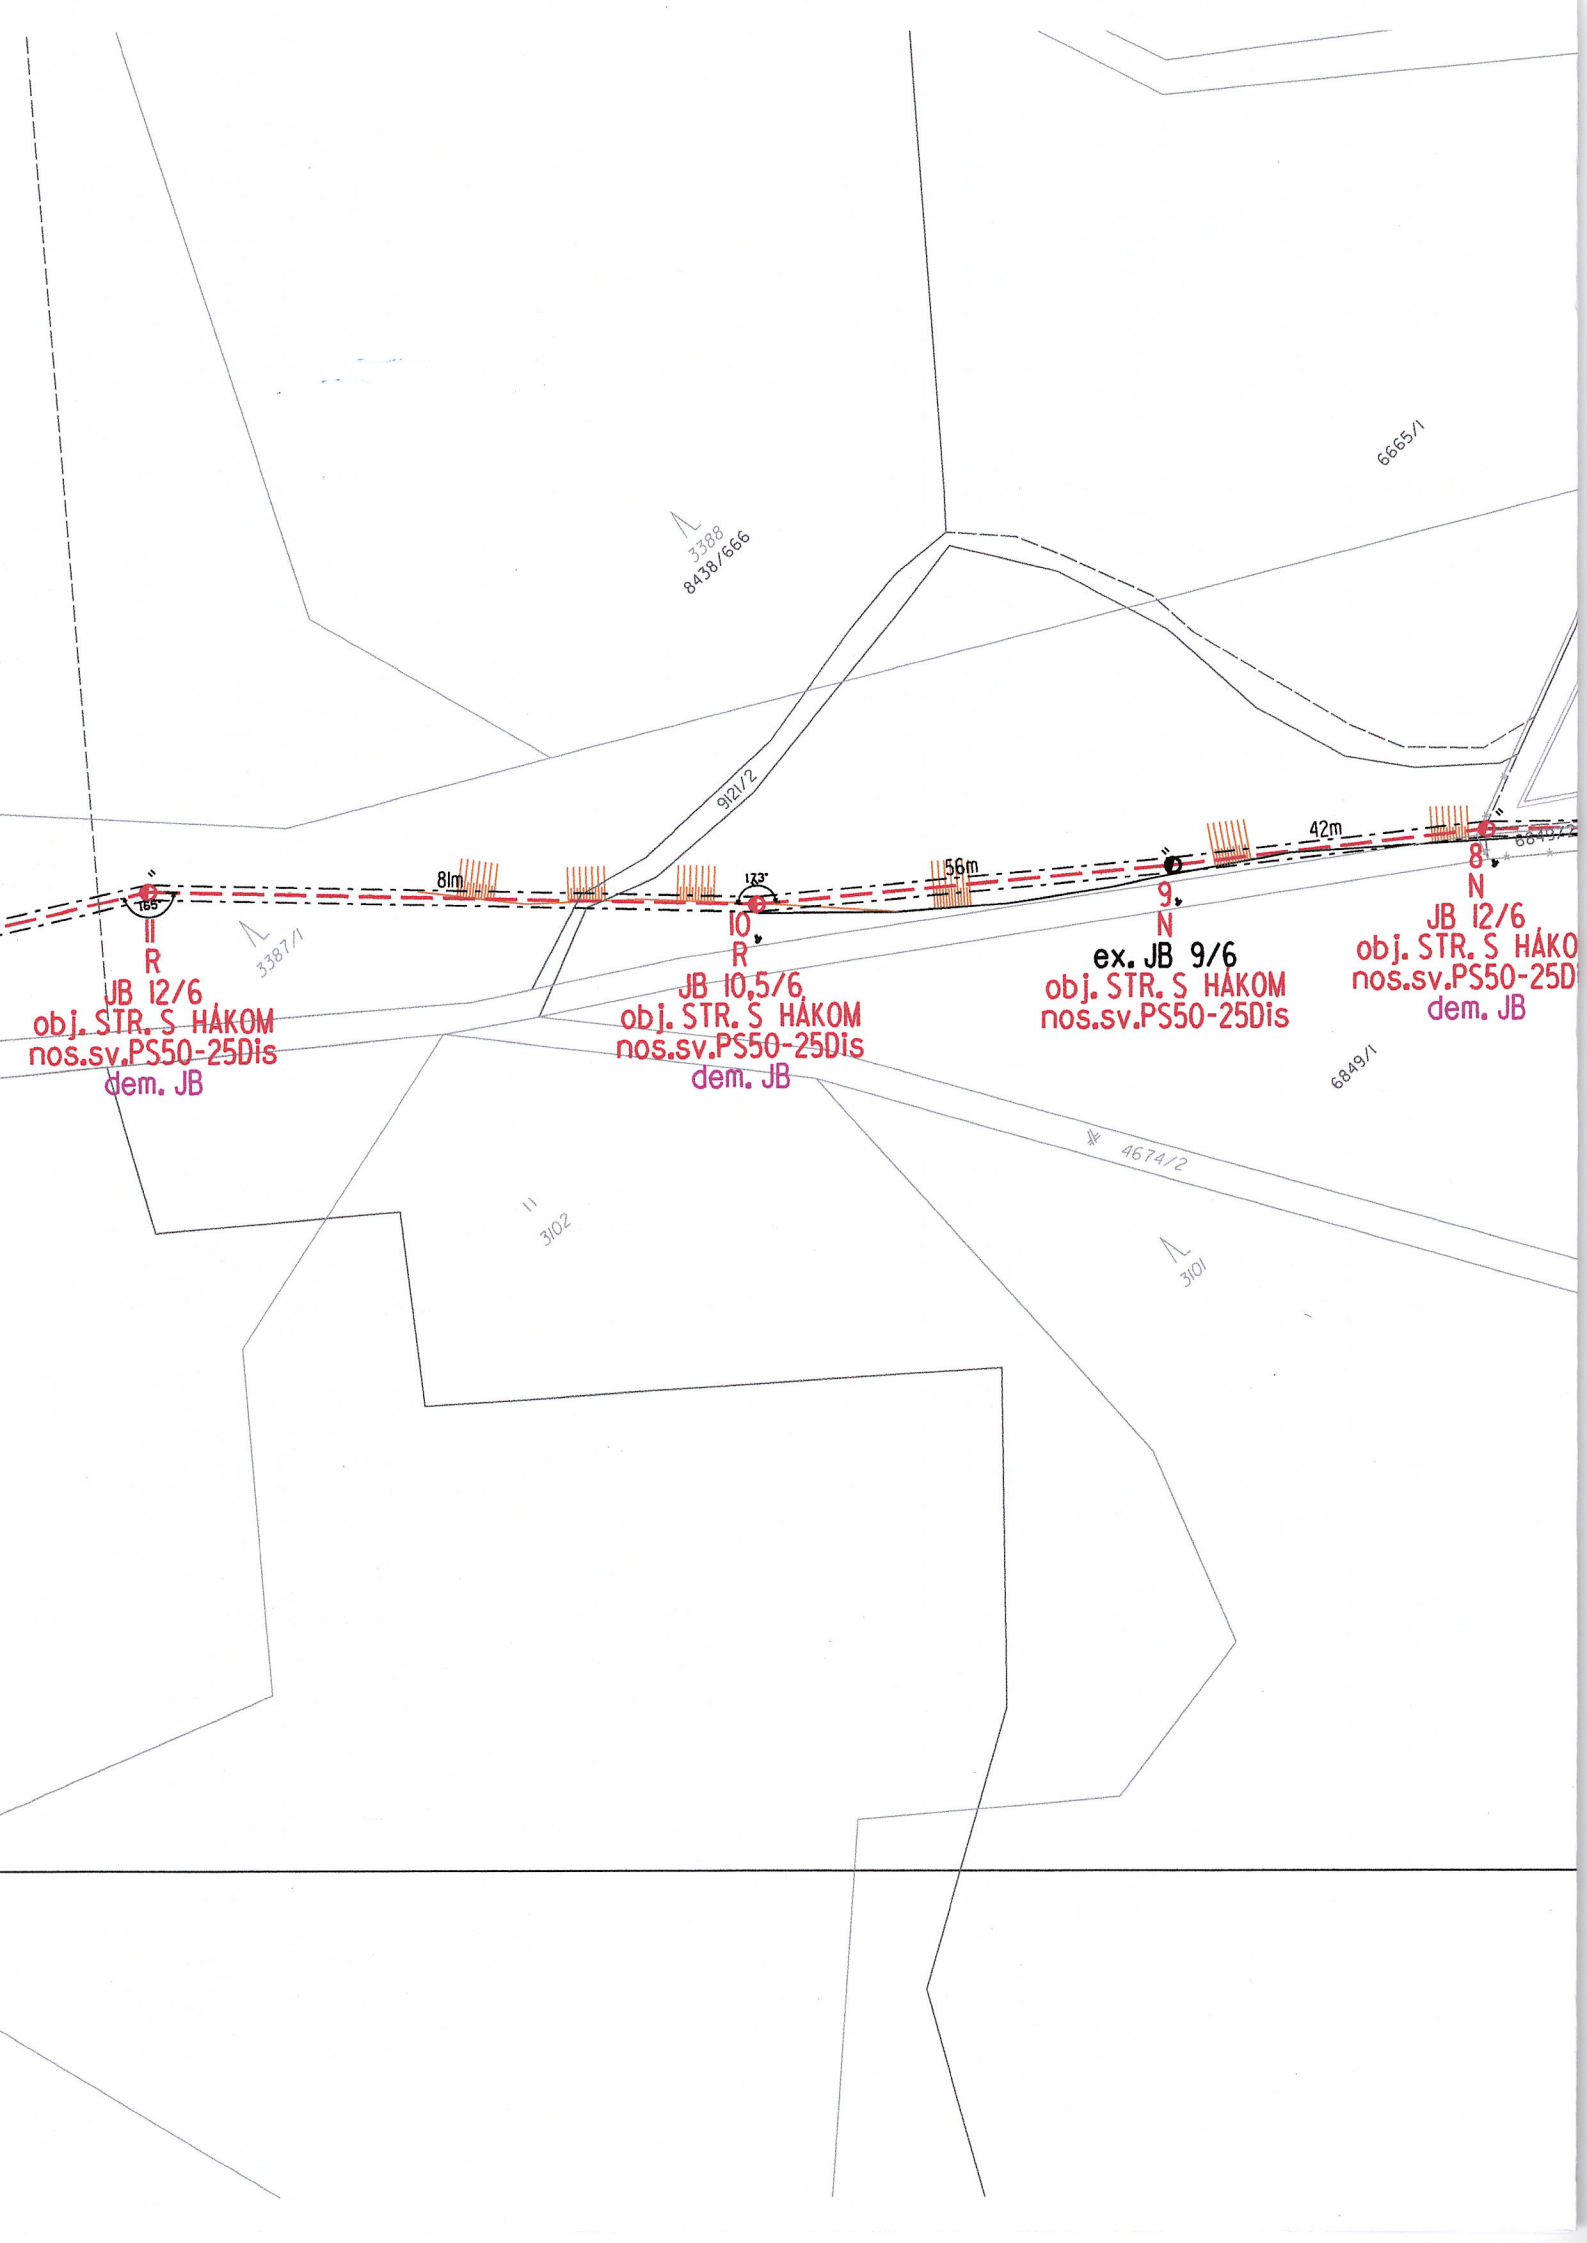 6665/1
3388
8438/666
9121/2
42m
56m
81m
173°
165°
6849/2
8
N
JB 12/6
obj. STR. S HÁKO
nos.sv.PS50-25D
dem. JB
9
N
ex. JB 9/6
obj. STR. S HÁKOM
nos.sv.PS50-25Dis
10
R
JB 10,5/6
obj. STR. S HÁKOM
nos.sv.PS50-25Dis
dem. JB
11
R
JB 12/6
obj. STR. S HÁKOM
nos.sv.PS50-25Dis
dem. JB
3387/1
6849/1
4674/2
3102
3101